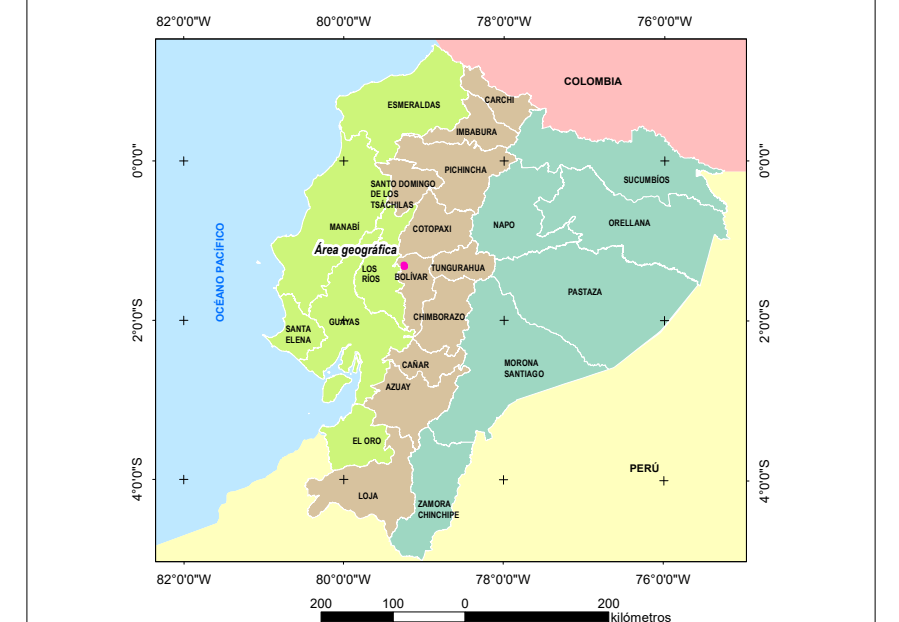 82°0'0"W 80°0'0"W 78°0'0"W 76°0'0"W
COLOMBIA
CARCHI
ESMERALDAS
IMBABURA
0°0'0"
0°0'0"
PICHINCHA
SUCUMBÍOS
SANTO DOMINGO
DE LOS
TSÁCHILAS
ORELLANA
MANABÍ
COTOPAXI
NAPO
Área geográfica
OCÉANO PACÍFICO
LOS
RÍOS
BOLÍVAR
TUNGURAHUA
PASTAZA
2°0'0"S
2°0'0"S
GUAYAS
CHIMBORAZO
SANTA
ELENA
CAÑAR
MORONA
SANTIAGO
AZUAY
EL ORO
PERÚ
4°0'0"S
4°0'0"S
LOJA
ZAMORA
CHINCHIPE
82°0'0"W 80°0'0"W 78°0'0"W 76°0'0"W
200 100 0 200
kilómetros